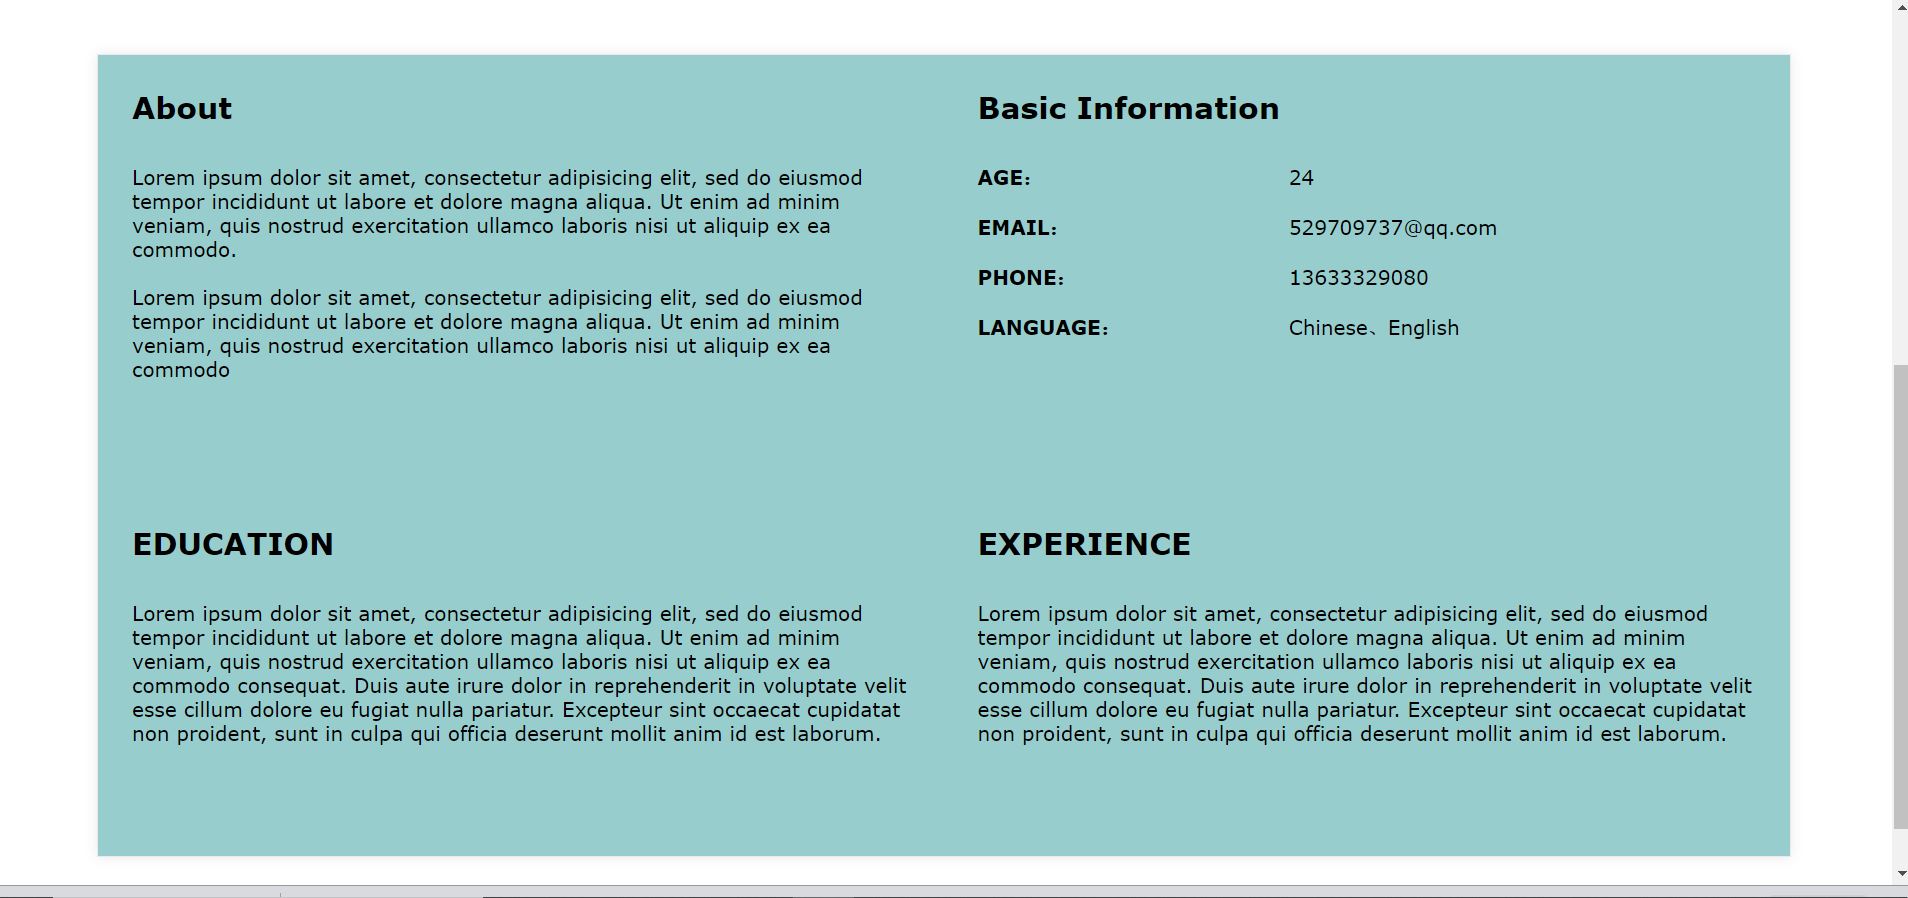 About
Lorem ipsum dolor sit amet, consectetur adipisicing elit, sed do eiusmod
tempor incididunt ut labore et dolore magna aliqua. Ut enim ad minim
veniam, quis nostrud exercitation ullamco laboris nisi ut aliquip ex ea
commodo.
Lorem ipsum dolor sit amet, consectetur adipisicing elit, sed do eiusmod
tempor incididunt ut labore et dolore magna aliqua. Ut enim ad minim
veniam, quis nostrud exercitation ullamco laboris nisi ut aliquip ex ea
commodo
Basic Information
AGE： 24
EMAIL： 529709737@qq.com
PHONE： 13633329080
LANGUAGE： Chinese、English
EDUCATION
Lorem ipsum dolor sit amet, consectetur adipisicing elit, sed do eiusmod
tempor incididunt ut labore et dolore magna aliqua. Ut enim ad minim
veniam, quis nostrud exercitation ullamco laboris nisi ut aliquip ex ea
commodo consequat. Duis aute irure dolor in reprehenderit in voluptate velit
esse cillum dolore eu fugiat nulla pariatur. Excepteur sint occaecat cupidatat
non proident, sunt in culpa qui officia deserunt mollit anim id est laborum.
EXPERIENCE
Lorem ipsum dolor sit amet, consectetur adipisicing elit, sed do eiusmod
tempor incididunt ut labore et dolore magna aliqua. Ut enim ad minim
veniam, quis nostrud exercitation ullamco laboris nisi ut aliquip ex ea
commodo consequat. Duis aute irure dolor in reprehenderit in voluptate velit
esse cillum dolore eu fugiat nulla pariatur. Excepteur sint occaecat cupidatat
non proident, sunt in culpa qui officia deserunt mollit anim id est laborum.